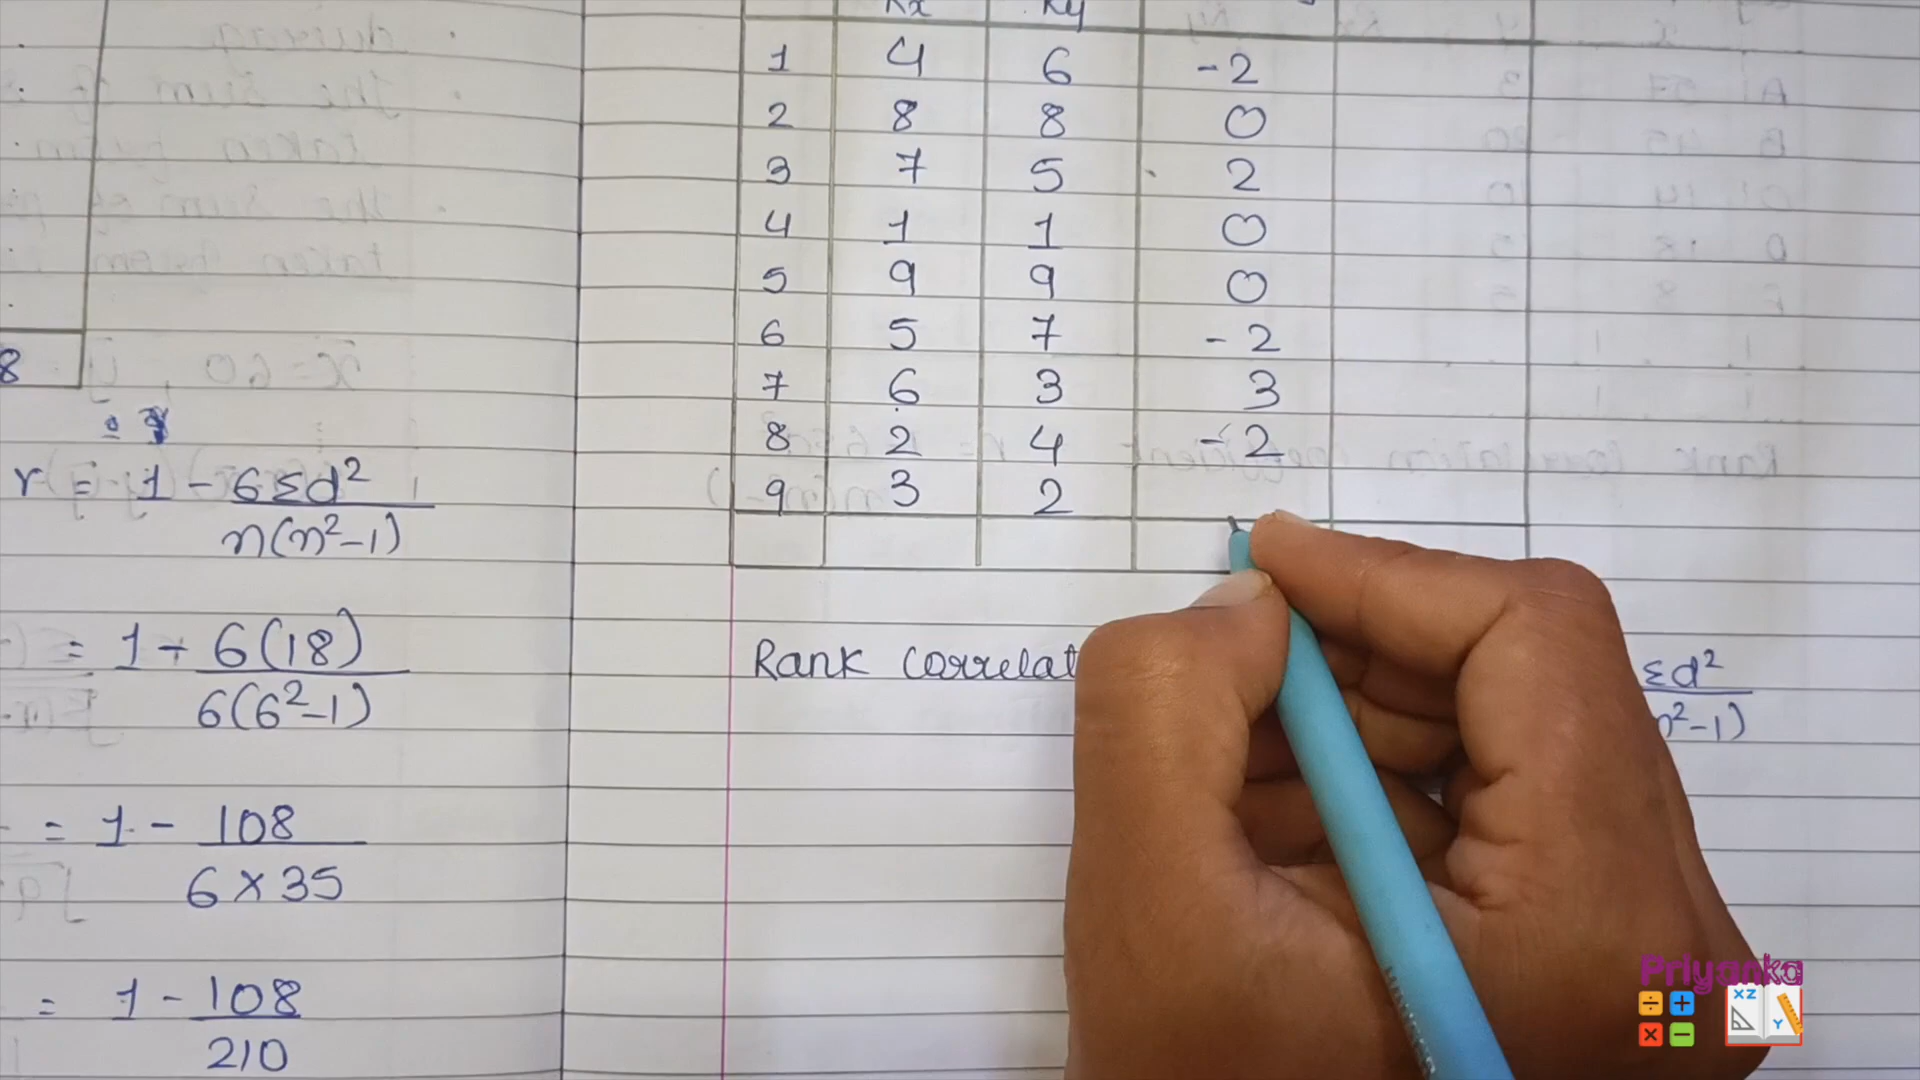 Rx Ry
1 4 6 -2
2 8 8 0
3 7 5 2
4 1 1 0
5 9 9 0
6 5 7 -2
7 6 3 3
8 2 4 -2
9 3 2
8
r = 1 - 6Σd²
n(n²-1)
= 1 - 6(18)
6(6²-1)
= 1 - 108
6×35
= 1 - 108
210
Rank correlat
Σd²
n²-1)
Priyanka
XZ
Y